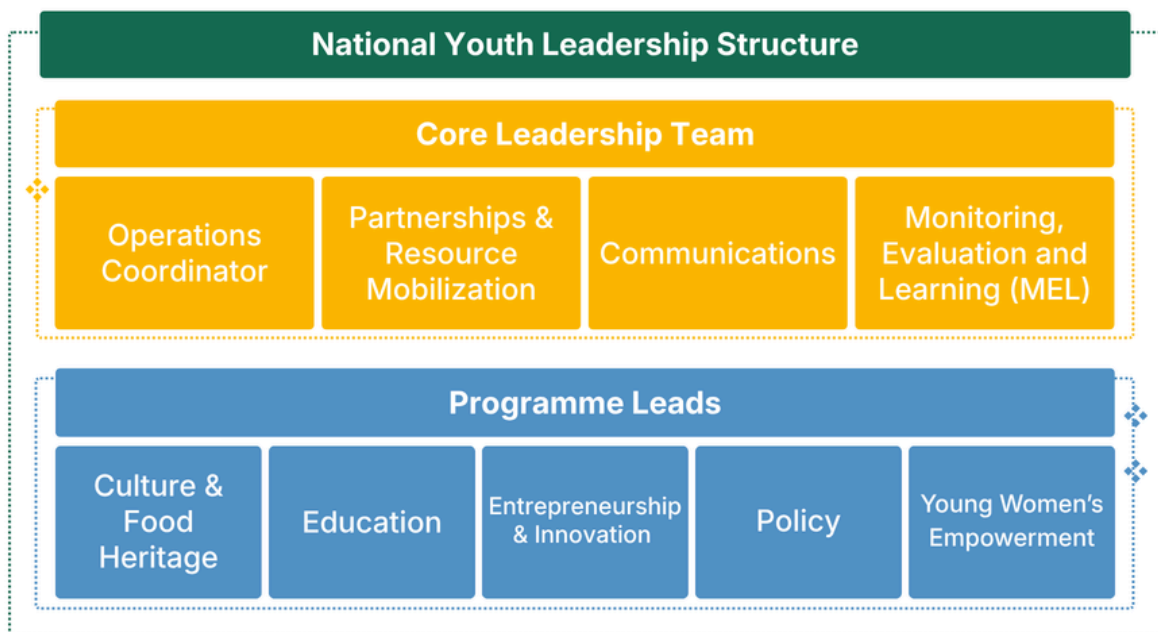 National Youth Leadership Structure
Core Leadership Team
Operations
Coordinator
Partnerships &
Resource
Mobilization
Communications
Monitoring,
Evaluation and
Learning (MEL)
Programme Leads
Culture &
Food
Heritage
Education
Entrepreneurship
& Innovation
Policy
Young Women’s
Empowerment